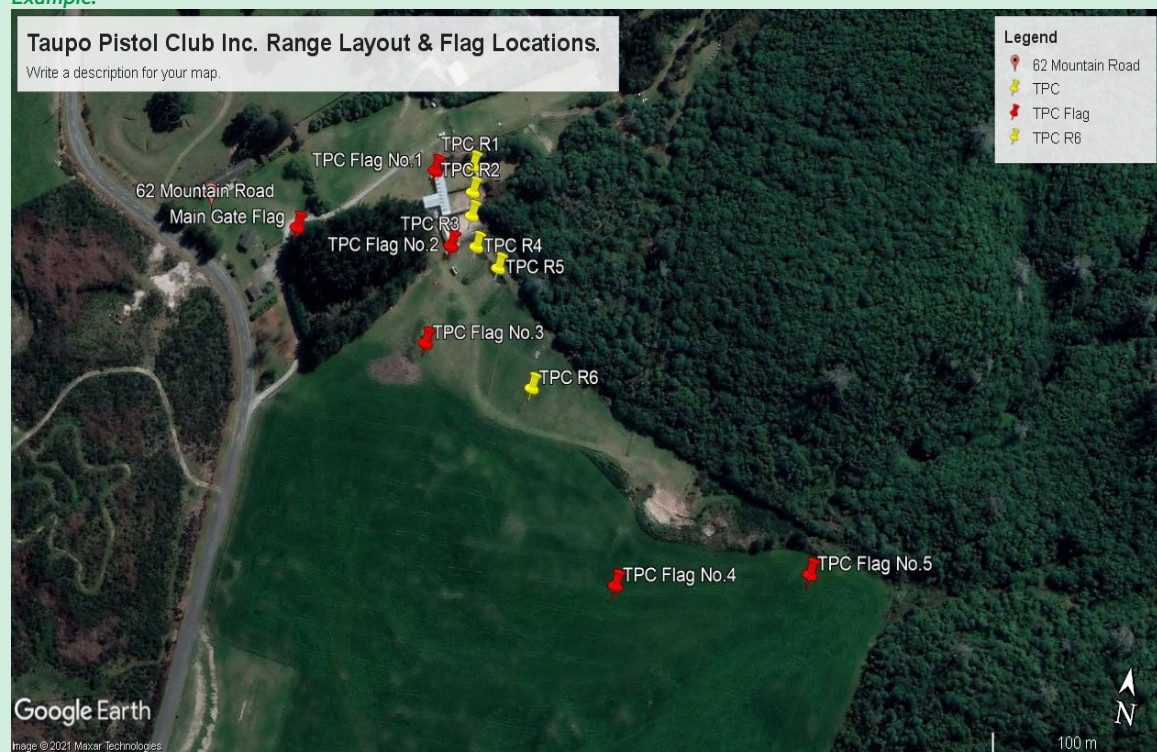 Example:
Taupo Pistol Club Inc. Range Layout & Flag Locations.
Write a description for your map.
Legend
62 Mountain Road
TPC
TPC Flag
TPC R6
TPC R1
TPC Flag No.1
TPC R2
62 Mountain Road
Main Gate Flag
TPC R3
TPC Flag No.2
TPC R4
TPC R5
TPC Flag No.3
TPC R6
TPC Flag No.4
TPC Flag No.5
Google Earth
Image © 2021 Maxar Technologies
N
100 m